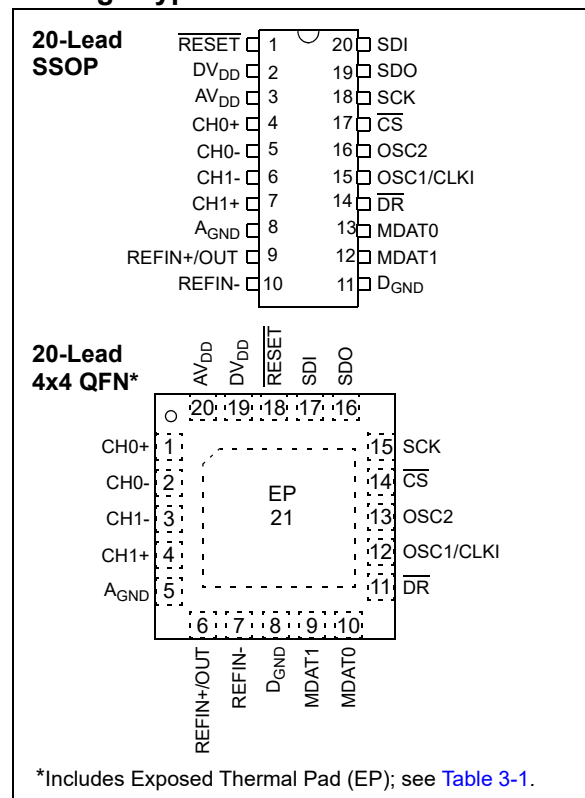 20-Lead
SSOP
RESET 1 20 SDI
DVDD 2 19 SDO
AVDD 3 18 SCK
CH0+ 4 17 CS
CH0- 5 16 OSC2
CH1- 6 15 OSC1/CLKI
CH1+ 7 14 DR
AGND 8 13 MDAT0
REFIN+/OUT 9 12 MDAT1
REFIN- 10 11 DGND
20-Lead
4x4 QFN*
AVDD DVDD RESET SDI SDO
20 19 18 17 16
CH0+ 1 15 SCK
CH0- 2 14 CS
EP
21
CH1- 3 13 OSC2
CH1+ 4 12 OSC1/CLKI
AGND 5 11 DR
6 7 8 9 10
REFIN+/OUT REFIN- DGND MDAT1 MDAT0
*Includes Exposed Thermal Pad (EP); see Table 3-1.